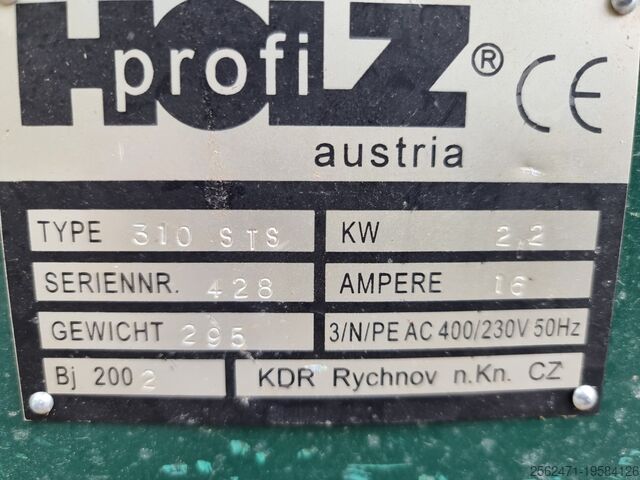 HOLZ profi ® CE
austria
TYPE 310 STS
KW 2.2
SERIENNR. 428
AMPERE 16
GEWICHT 295
3/N/PE AC 400/230V 50Hz
Bj 2002
KDR Rychnov n.Kn. CZ
2562471-19584126